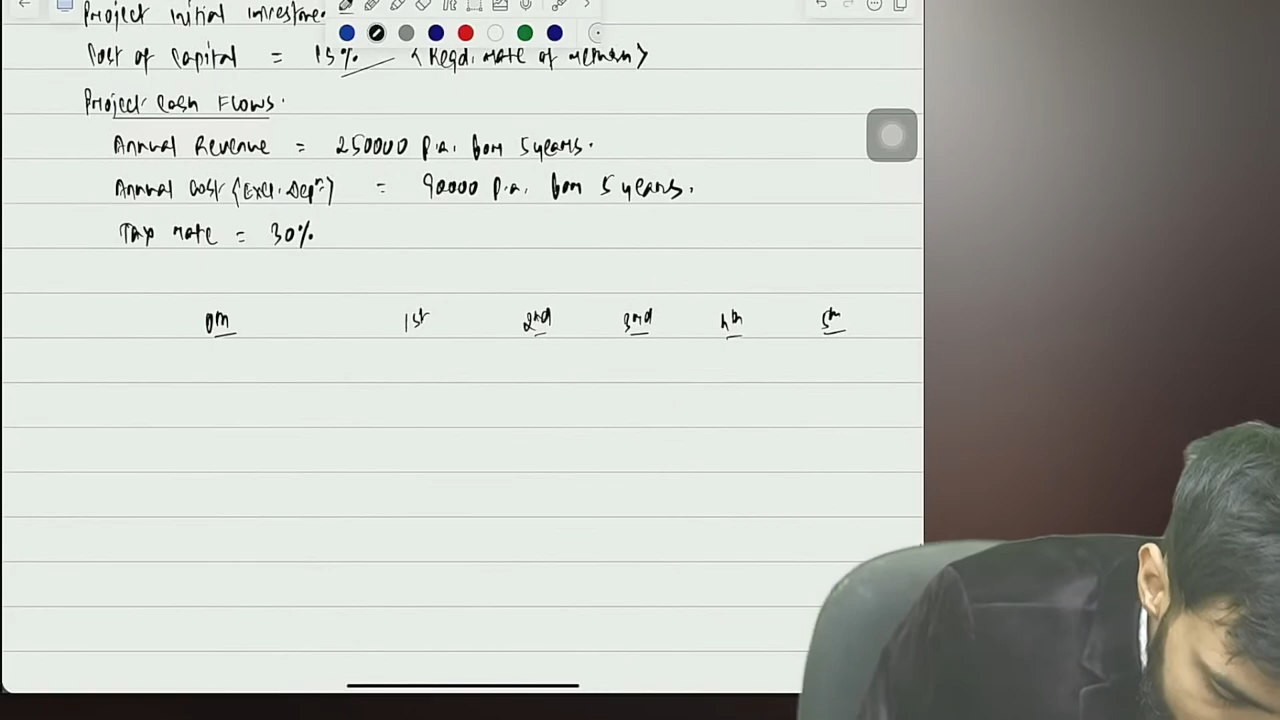 Project initial investme
Cost of Capital = 15% {Reqd. rate of return}
Project Cash Flows.
Annual Revenue = 250000 P.a. for 5 years.
Annual Cost {Excl. Depn} = 90000 P.a. for 5 years.
Tax rate = 30%
0th 1st 2nd 3rd 4th 5th